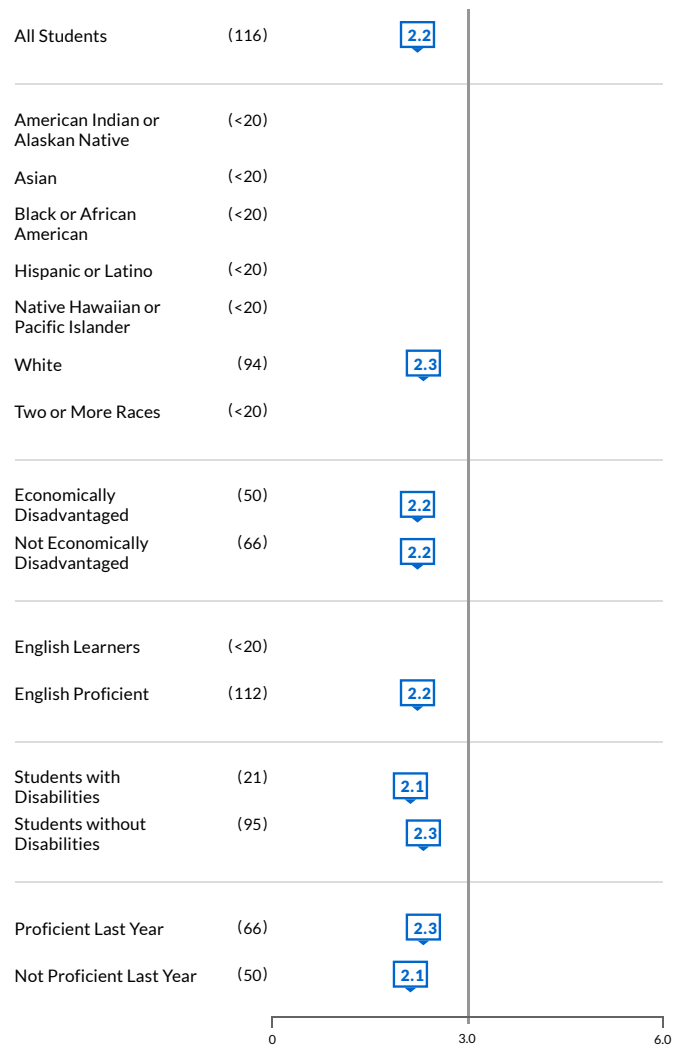 All Students (116) 2.2
American Indian or (<20)
Alaskan Native
Asian (<20)
Black or African (<20)
American
Hispanic or Latino (<20)
Native Hawaiian or (<20)
Pacific Islander
White (94) 2.3
Two or More Races (<20)
Economically (50)
Disadvantaged 2.2
Not Economically (66)
Disadvantaged 2.2
English Learners (<20)
English Proficient (112) 2.2
Students with (21)
Disabilities 2.1
Students without (95)
Disabilities 2.3
Proficient Last Year (66) 2.3
Not Proficient Last Year (50) 2.1
0 3.0 6.0